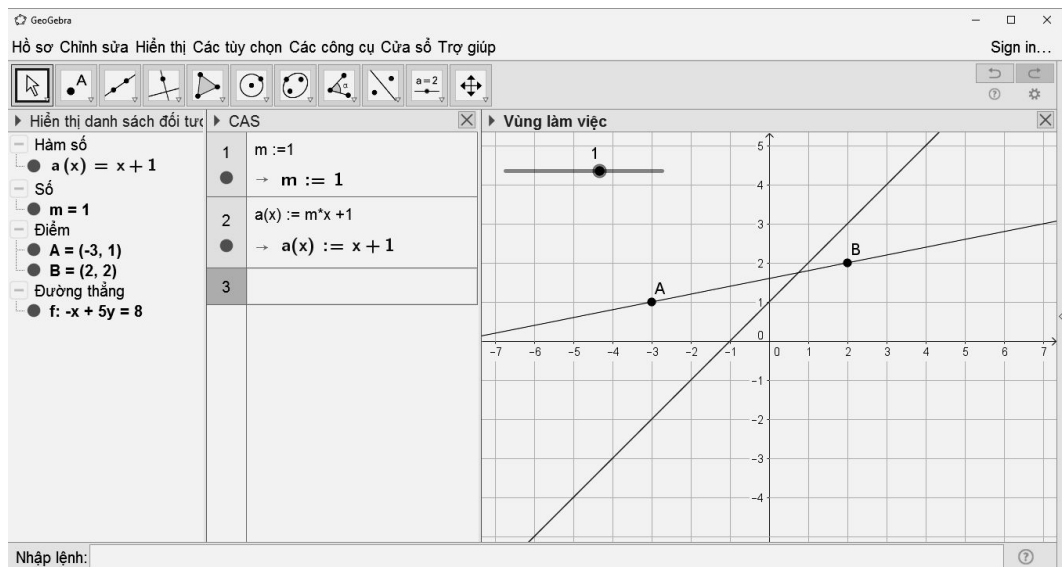 GeoGebra
Hồ sơ Chỉnh sửa Hiển thị Các tùy chọn Các công cụ Cửa sổ Trợ giúp
Sign in...
A
α
a=2
Hiển thị danh sách đối tượ
CAS
Vùng làm việc
Hàm số
a(x) = x + 1
Số
m = 1
Điểm
A = (-3, 1)
B = (2, 2)
Đường thẳng
f: -x + 5y = 8
1
m :=1
→ m := 1
2
a(x) := m*x +1
→ a(x) := x + 1
3
1
5
4
3
2
1
0
-1
-2
-3
-4
A
B
-7 -6 -5 -4 -3 -2 -1 0 1 2 3 4 5 6 7
Nhập lệnh: